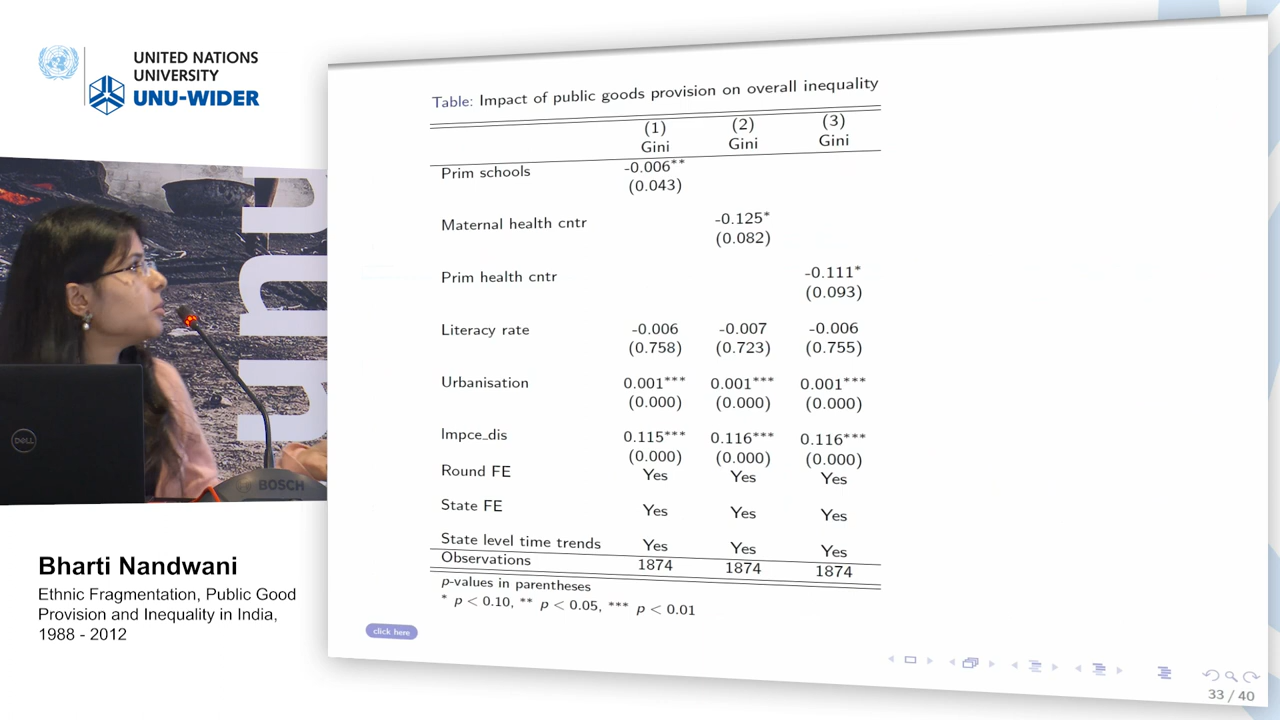 UNITED NATIONS
UNIVERSITY
UNU-WIDER
unu
DELL
BOSCH
Bharti Nandwani
Ethnic Fragmentation, Public Good
Provision and Inequality in India,
1988 - 2012
Table: Impact of public goods provision on overall inequality
(1) (2) (3)
Gini Gini Gini
Prim schools -0.006**
(0.043)
Maternal health cntr -0.125*
(0.082)
Prim health cntr -0.111*
(0.093)
Literacy rate -0.006 -0.007 -0.006
(0.758) (0.723) (0.755)
Urbanisation 0.001*** 0.001*** 0.001***
(0.000) (0.000) (0.000)
lmpce_dis 0.115*** 0.116*** 0.116***
(0.000) (0.000) (0.000)
Round FE Yes Yes Yes
State FE Yes Yes Yes
State level time trends Yes Yes Yes
Observations 1874 1874 1874
p-values in parentheses
* p < 0.10, ** p < 0.05, *** p < 0.01
click here
33 / 40